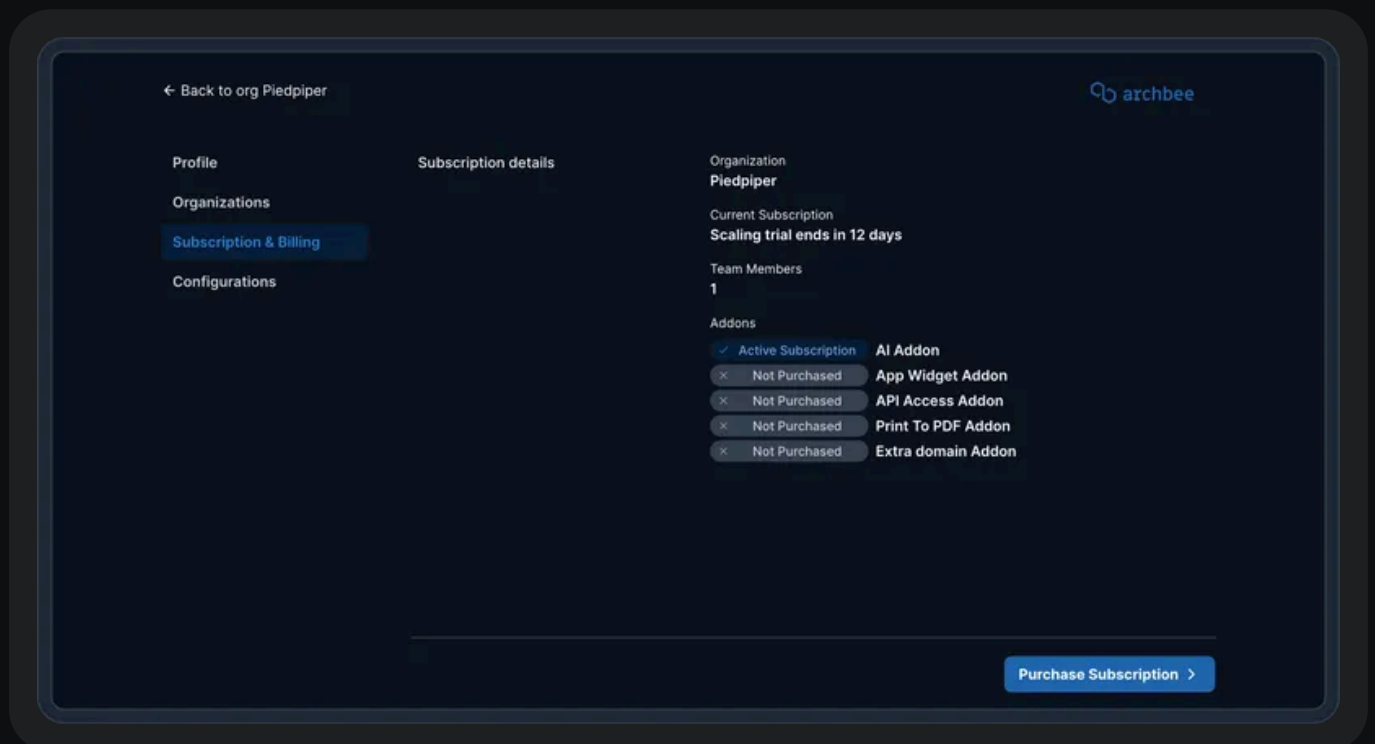 ← Back to org Piedpiper
archbee
Profile
Organizations
Subscription & Billing
Configurations
Subscription details
Organization
Piedpiper
Current Subscription
Scaling trial ends in 12 days
Team Members
1
Addons
Active Subscription AI Addon
Not Purchased App Widget Addon
Not Purchased API Access Addon
Not Purchased Print To PDF Addon
Not Purchased Extra domain Addon
Purchase Subscription